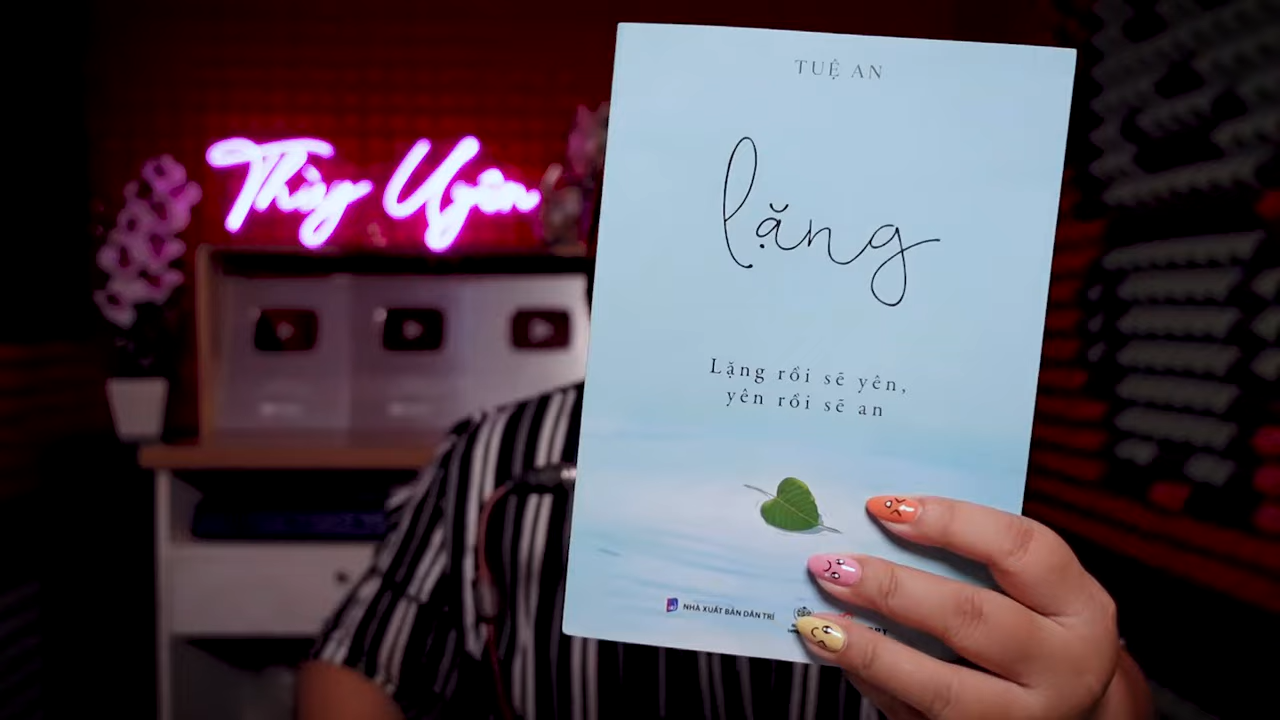 Thùy Uyên
TUỆ AN
lặng
Lặng rồi sẽ yên,
yên rồi sẽ an
NHÀ XUẤT BẢN DÂN TRÍ